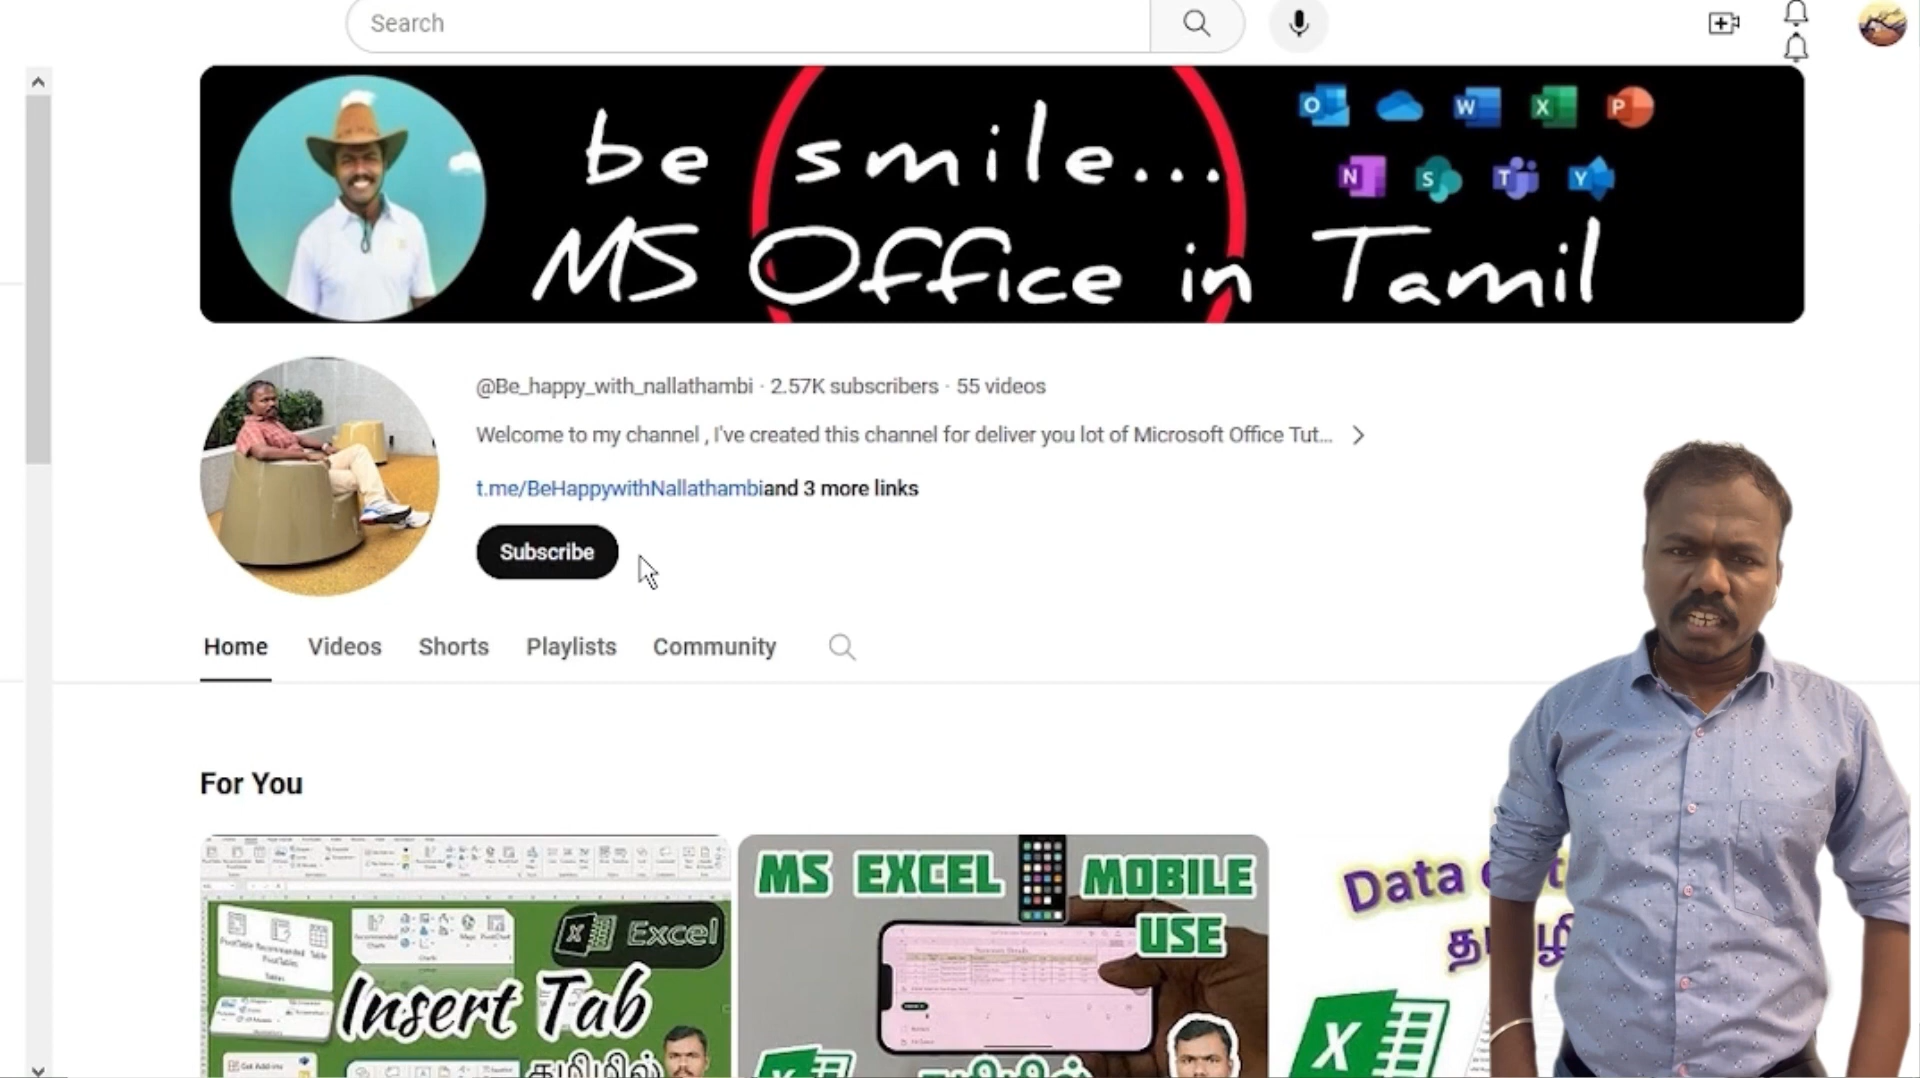 Search
be smile...
MS Office in Tamil
O
W
X
P
N
S
T
Y
@Be_happy_with_nallathambi · 2.57K subscribers · 55 videos
Welcome to my channel , I've created this channel for deliver you lot of Microsoft Office Tut...
t.me/BeHappywithNallathambiand 3 more links
Subscribe
Home Videos Shorts Playlists Community
For You
Excel
Insert Tab
தமிழில்
MS EXCEL MOBILE
USE
தமிழில்
Data
X